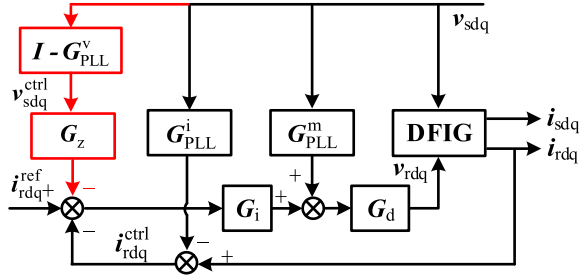 v_sdq
I - G^v_PLL
v^ctrl_sdq
G_z
G^i_PLL
G^m_PLL
DFIG
i_sdq
i_rdq
v_rdq
i^ref_rdq+
−
+
+
G_i
G_d
−
i^ctrl_rdq
−
+